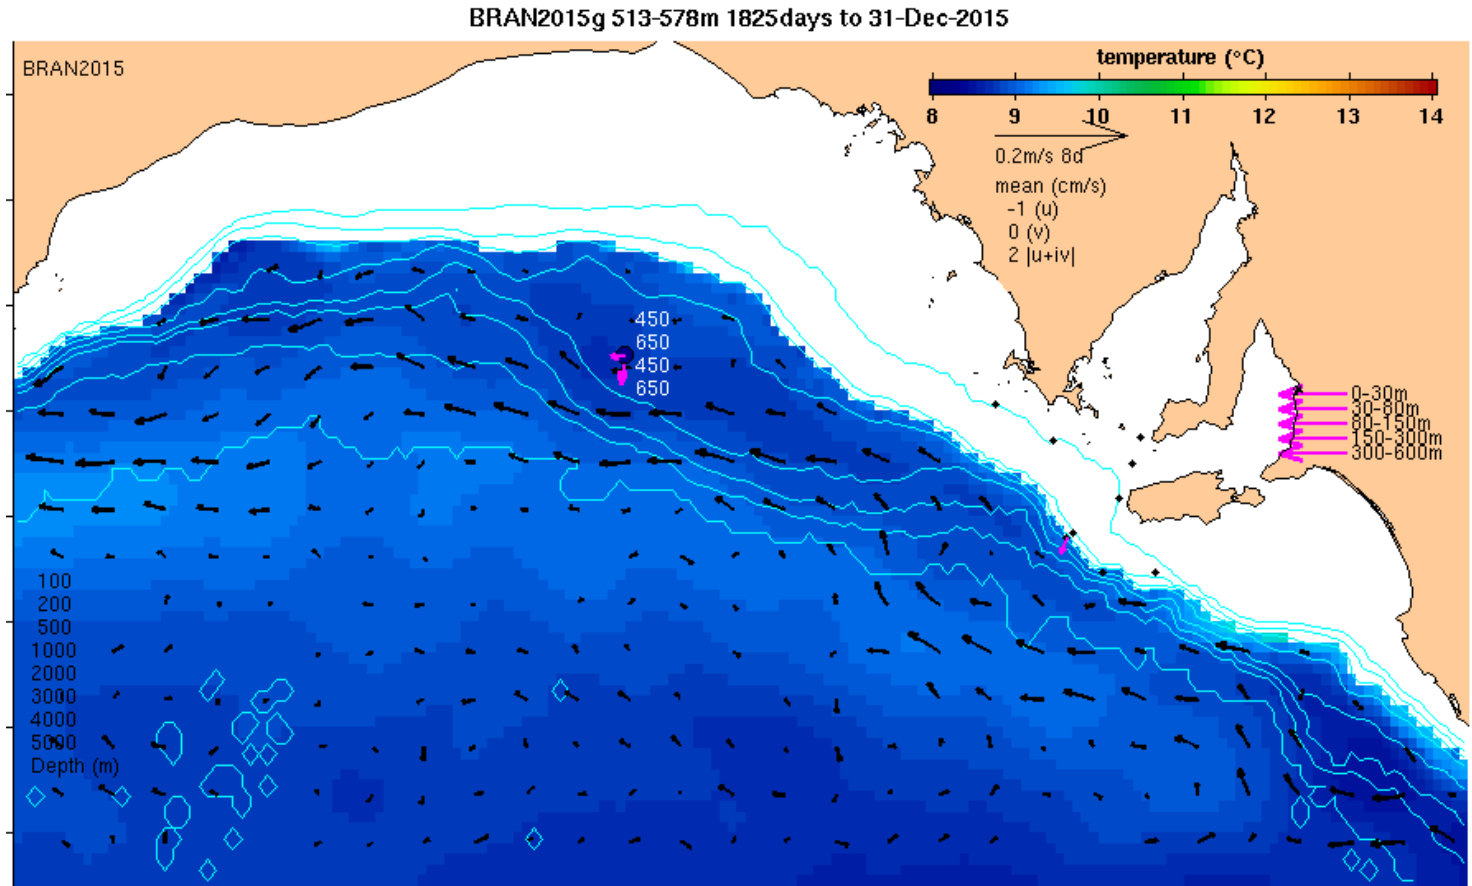 BRAN2015g 513-578m 1825days to 31-Dec-2015
BRAN2015
temperature (°C)
8 9 10 11 12 13 14
0.2m/s 8d
mean (cm/s)
-1 (u)
0 (v)
2 |u+iv|
450
650
450
650
0-30m
30-80m
80-150m
150-300m
300-600m
100
200
500
1000
2000
3000
4000
5000
Depth (m)